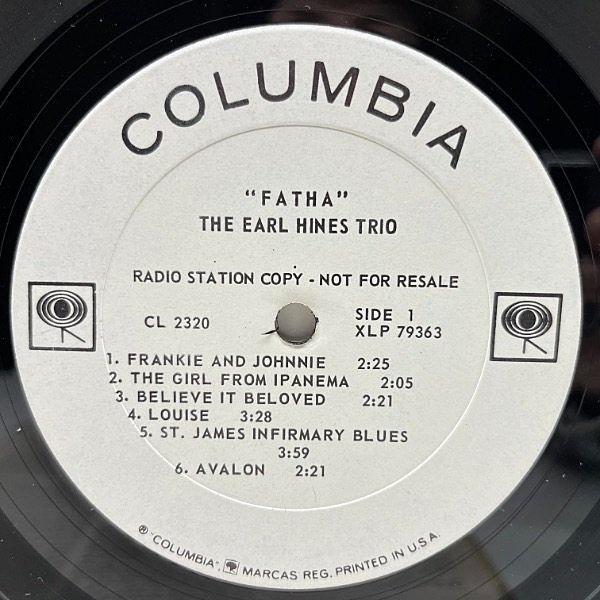 COLUMBIA
"FATHA"
THE EARL HINES TRIO
RADIO STATION COPY - NOT FOR RESALE
CL 2320
SIDE 1
XLP 79363
1. FRANKIE AND JOHNNIE 2:25
2. THE GIRL FROM IPANEMA 2:05
3. BELIEVE IT BELOVED 2:21
4. LOUISE 3:28
5. ST. JAMES INFIRMARY BLUES
3:59
6. AVALON 2:21
® "COLUMBIA", MARCAS REG. PRINTED IN U.S.A.